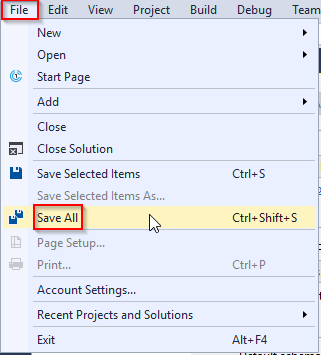 File Edit View Project Build Debug Team
New
Open
Start Page
Add
Close
Close Solution
Save Selected Items Ctrl+S
Save Selected Items As...
Save All Ctrl+Shift+S
Page Setup...
Print... Ctrl+P
Account Settings...
Recent Projects and Solutions
Exit Alt+F4